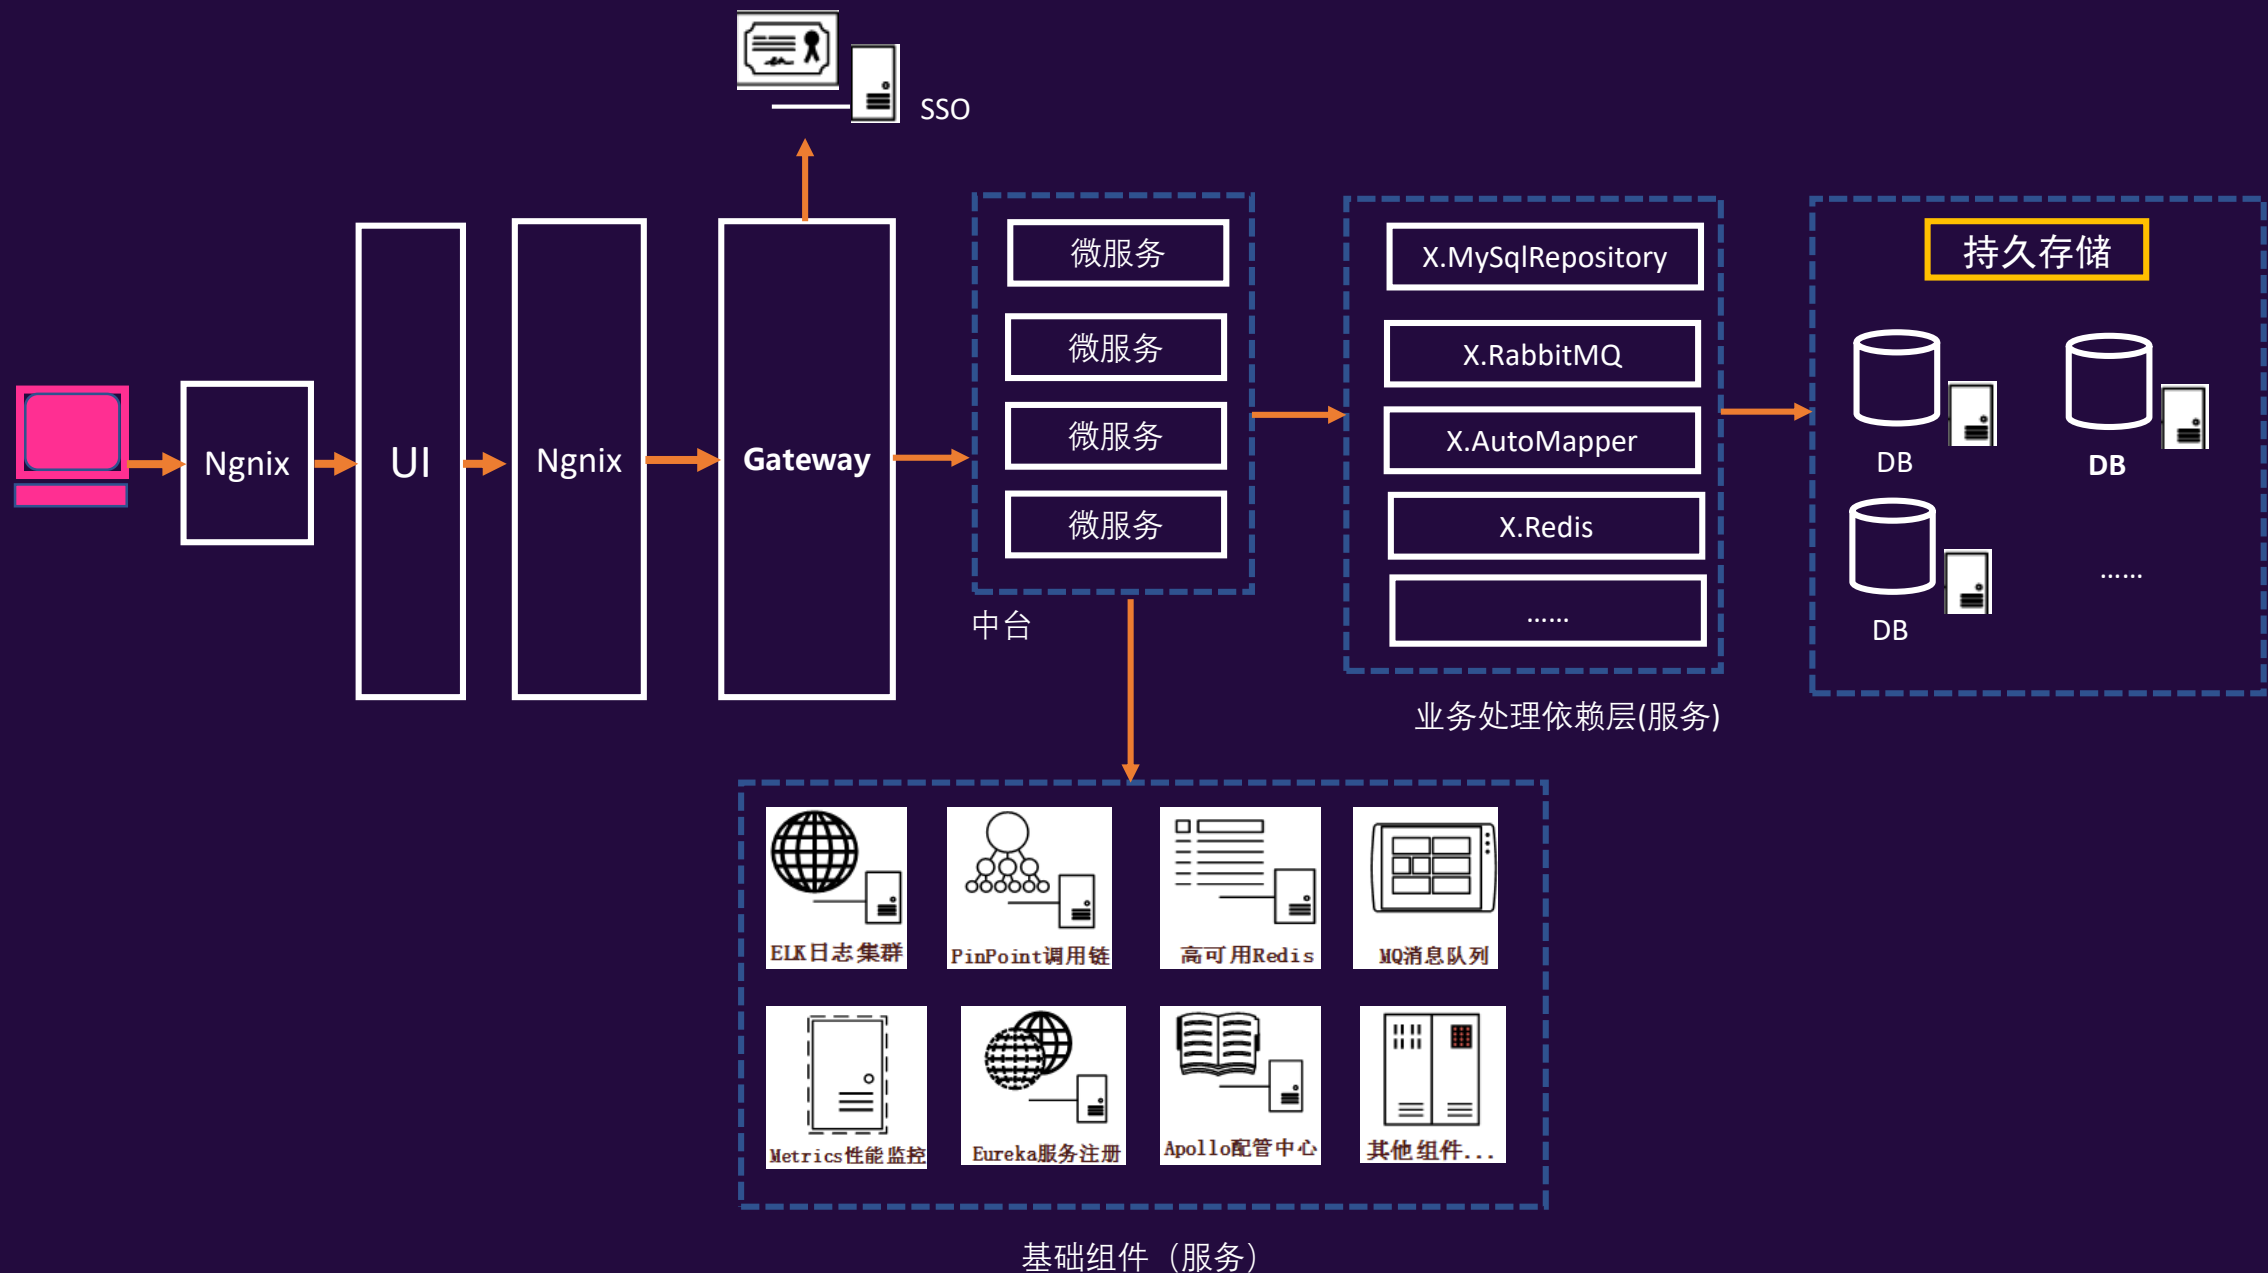 SSO
Ngnix
UI
Ngnix
Gateway
微服务
微服务
微服务
微服务
中台
X.MySqlRepository
X.RabbitMQ
X.AutoMapper
X.Redis
......
业务处理依赖层(服务)
持久存储
DB
DB
DB
......
ELK日志集群
PinPoint调用链
高可用Redis
MQ消息队列
Metrics性能监控
Eureka服务注册
Apollo配管中心
其他组件...
基础组件（服务）